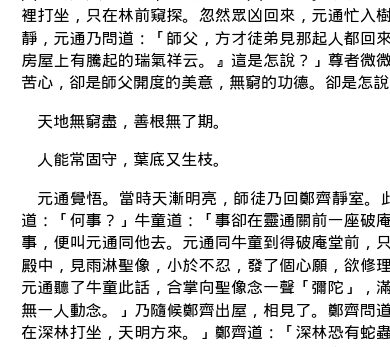 裡打坐，只在林前窺探。忽然眾凶回來，元通忙入樹
靜，元通乃問道：「師父，方才徒弟見那起人都回來
房屋上有騰起的瑞氣祥云。』這是怎說？」尊者微微
苦心，卻是師父開度的美意，無窮的功德。卻是怎說
天地無窮盡，善根無了期。
人能常固守，葉底又生枝。
元通覺悟。當時天漸明亮，師徒乃回鄭齊靜室。此
道：「何事？」牛童道：「事卻在靈通關前一座破庵
事，便叫元通同他去。元通同牛童到得破庵堂前，只
殿中，見雨淋聖像，小於不忍，發了個心願，欲修理
元通聽了牛童此話，合掌向聖像念一聲「彌陀」，滿
無一人動念。」乃隨候鄭齊出屋，相見了。鄭齊問道
在深林打坐，天明方來。」鄭齊道：「深林恐有蛇蟲